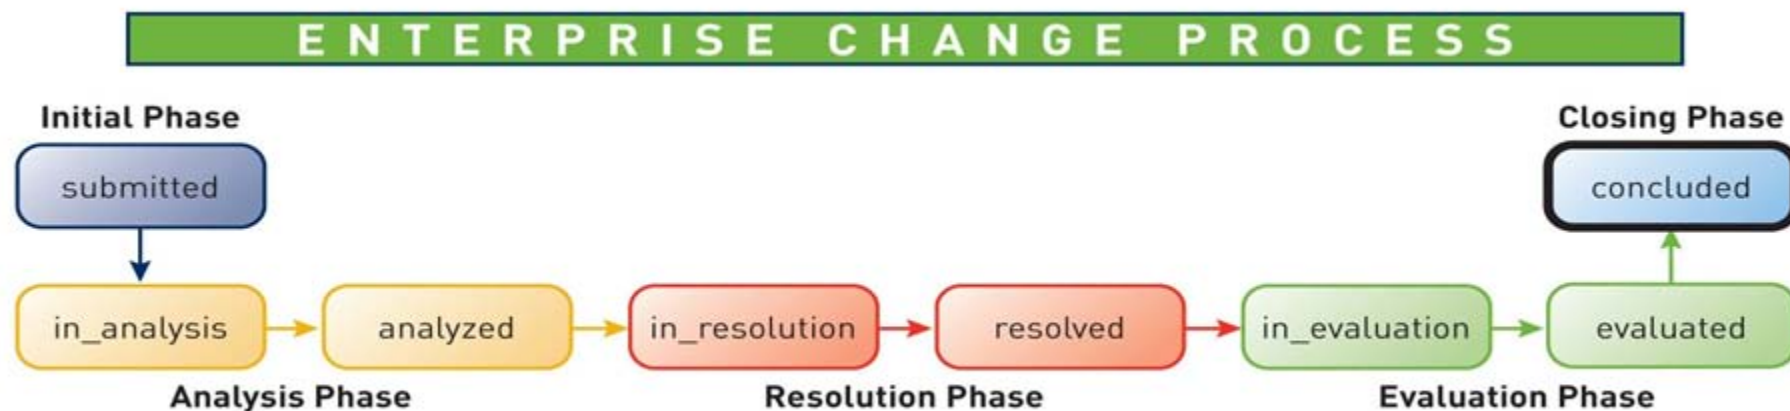 ENTERPRISE CHANGE PROCESS
Initial Phase
Closing Phase
submitted
concluded
in_analysis
analyzed
in_resolution
resolved
in_evaluation
evaluated
Analysis Phase
Resolution Phase
Evaluation Phase